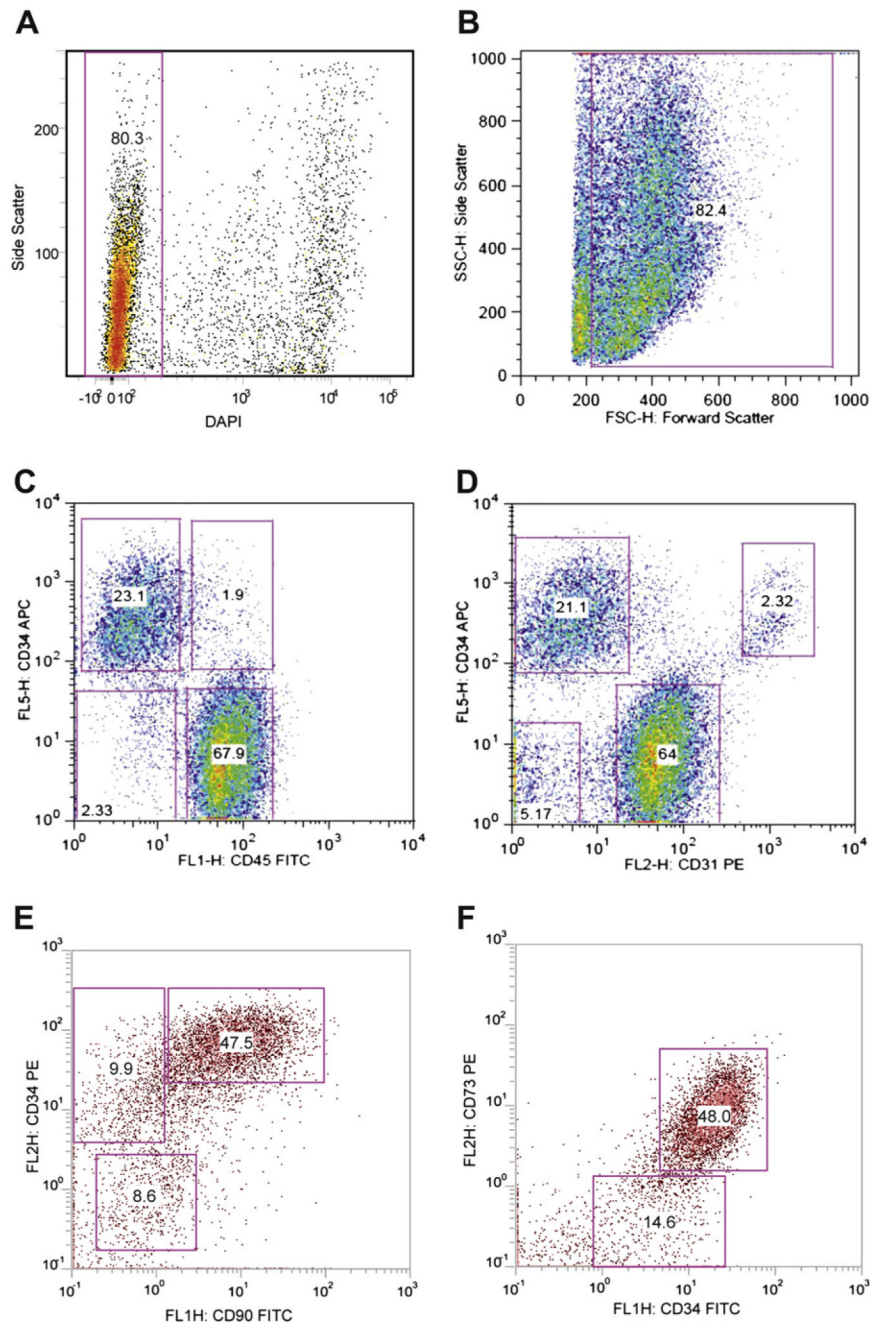 A
Side Scatter
200
100
80.3
-10² 0 10² 10³ 10⁴ 10⁵
DAPI
B
SSC-H: Side Scatter
1000
800
600
400
200
0
82.4
0 200 400 600 800 1000
FSC-H: Forward Scatter
C
FL5-H: CD34 APC
10⁴
10³
10²
10¹
10⁰
23.1
1.9
67.9
2.33
10⁰ 10¹ 10² 10³ 10⁴
FL1-H: CD45 FITC
D
FL5-H: CD34 APC
10⁴
10³
10²
10¹
10⁰
21.1
2.32
64
5.17
10⁰ 10¹ 10² 10³ 10⁴
FL2-H: CD31 PE
E
FL2H: CD34 PE
10³
10²
10¹
10⁰
10⁻¹
47.5
9.9
8.6
10⁻¹ 10⁰ 10¹ 10² 10³
FL1H: CD90 FITC
F
FL2H: CD73 PE
10³
10²
10¹
10⁰
10⁻¹
48.0
14.6
10⁻¹ 10⁰ 10¹ 10² 10³
FL1H: CD34 FITC